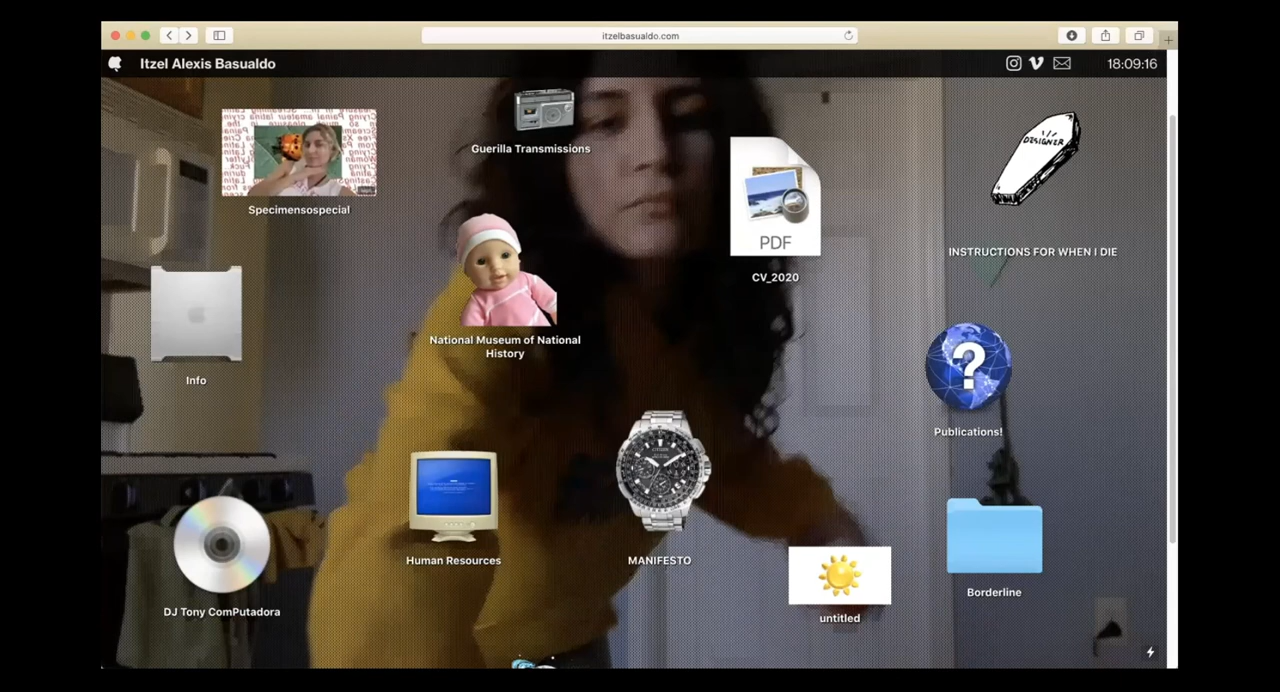 itzelbasualdo.com
Itzel Alexis Basualdo
18:09:16
Guerilla Transmissions
DESIGNER
Specimensospecial
PDF
INSTRUCTIONS FOR WHEN I DIE
CV_2020
National Museum of National
History
Info
Publications!
Human Resources
MANIFESTO
Borderline
DJ Tony ComPutadora
untitled